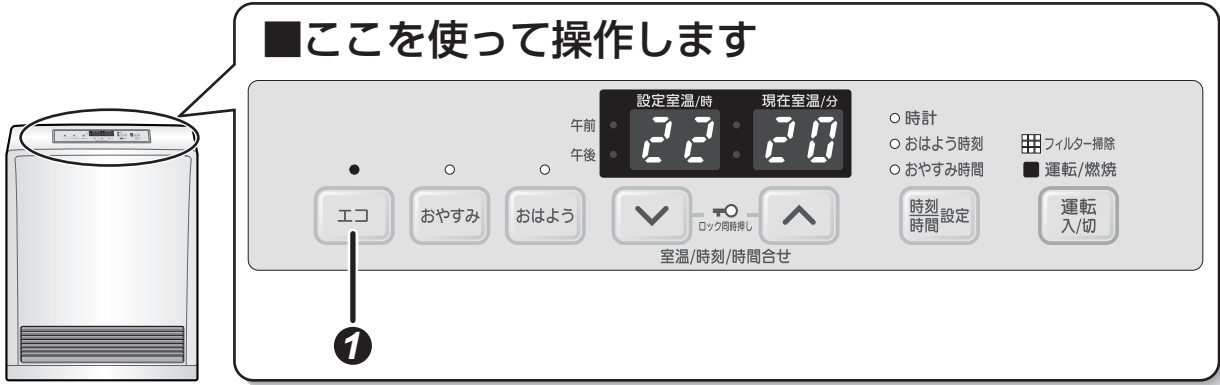 ■ここを使って操作します
設定室温/時 現在室温/分
午前
午後
22 20
時計
おはよう時刻
おやすみ時間
フィルター掃除
運転/燃焼
エコ
おやすみ
おはよう
ロック同時押し
室温/時刻/時間合せ
時刻
時間
設定
運転
入/切
1